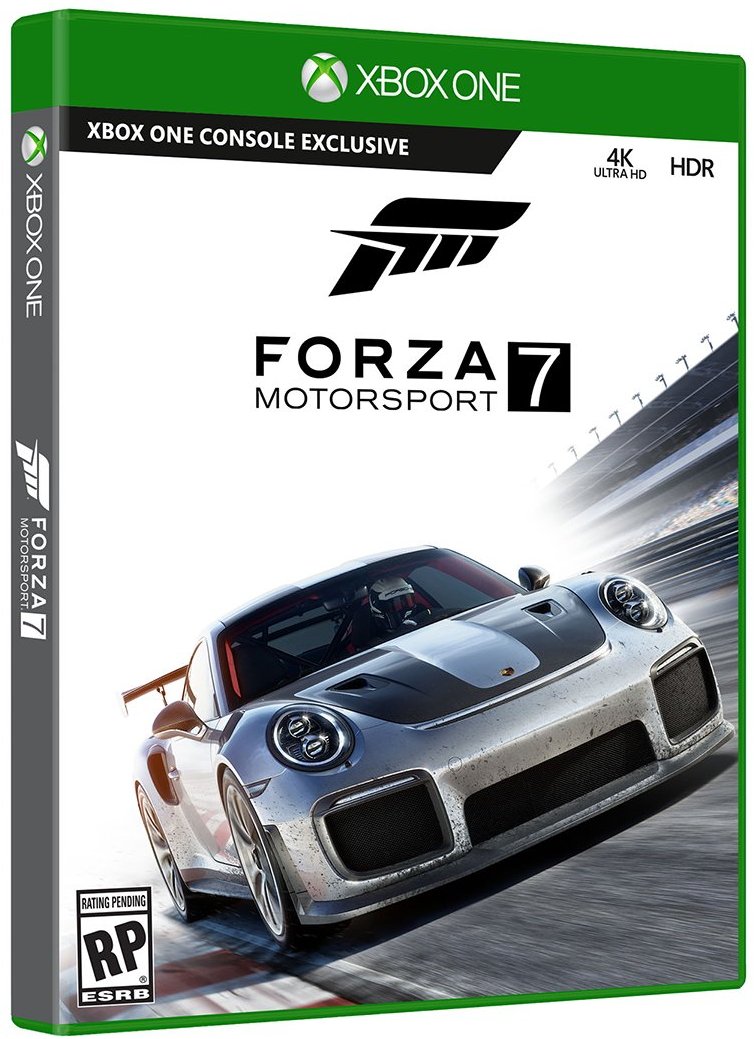 XBOX ONE
XBOX ONE CONSOLE EXCLUSIVE
4K
ULTRA HD
HDR
FORZA
MOTORSPORT
7
XBOX ONE
FORZA
MOTORSPORT
7
RATING PENDING
RP
®
ESRB